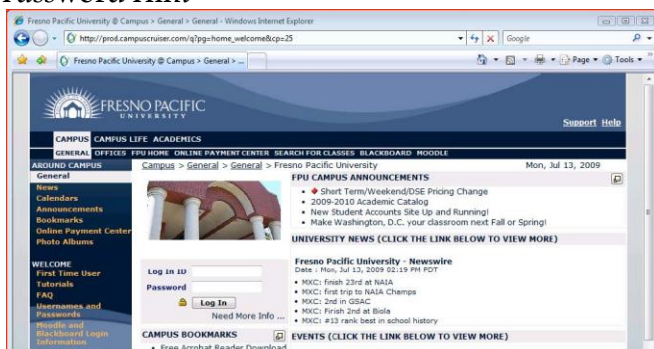 Password Hint
Fresno Pacific University @ Campus > General > General - Windows Internet Explorer
http://prod.campuscruiser.com/q?pg=home_welcome&cp=25
Google
Fresno Pacific University @ Campus > General > ...
Page
Tools
FRESNO PACIFIC
UNIVERSITY
Support Help
CAMPUS CAMPUS LIFE ACADEMICS
GENERAL OFFICES FPU HOME ONLINE PAYMENT CENTER SEARCH FOR CLASSES BLACKBOARD MOODLE
AROUND CAMPUS
General
News
Calendars
Announcements
Bookmarks
Online Payment Center
Photo Albums
WELCOME
First Time User
Tutorials
FAQ
Usernames and
Passwords
Moodle and
Blackboard Login
Information
Campus > General > General > Fresno Pacific University
Mon, Jul 13, 2009
Log In ID
Password
Log In
Need More Info ...
CAMPUS BOOKMARKS
Free Acrobat Reader Download
FPU CAMPUS ANNOUNCEMENTS
Short Term/Weekend/DSE Pricing Change
2009-2010 Academic Catalog
New Student Accounts Site Up and Running!
Make Washington, D.C. your classroom next Fall or Spring!
UNIVERSITY NEWS (CLICK THE LINK BELOW TO VIEW MORE)
Fresno Pacific University - Newswire
Date : Mon, Jul 13, 2009 02:19 PM PDT
MXC: finish 23rd at NAIA
MXC: first trip to NAIA Champs
MXC: 2nd in GSAC
MXC: Firish 2nd at Biola
MXC: #13 rank best in school history
EVENTS (CLICK THE LINK BELOW TO VIEW MORE)